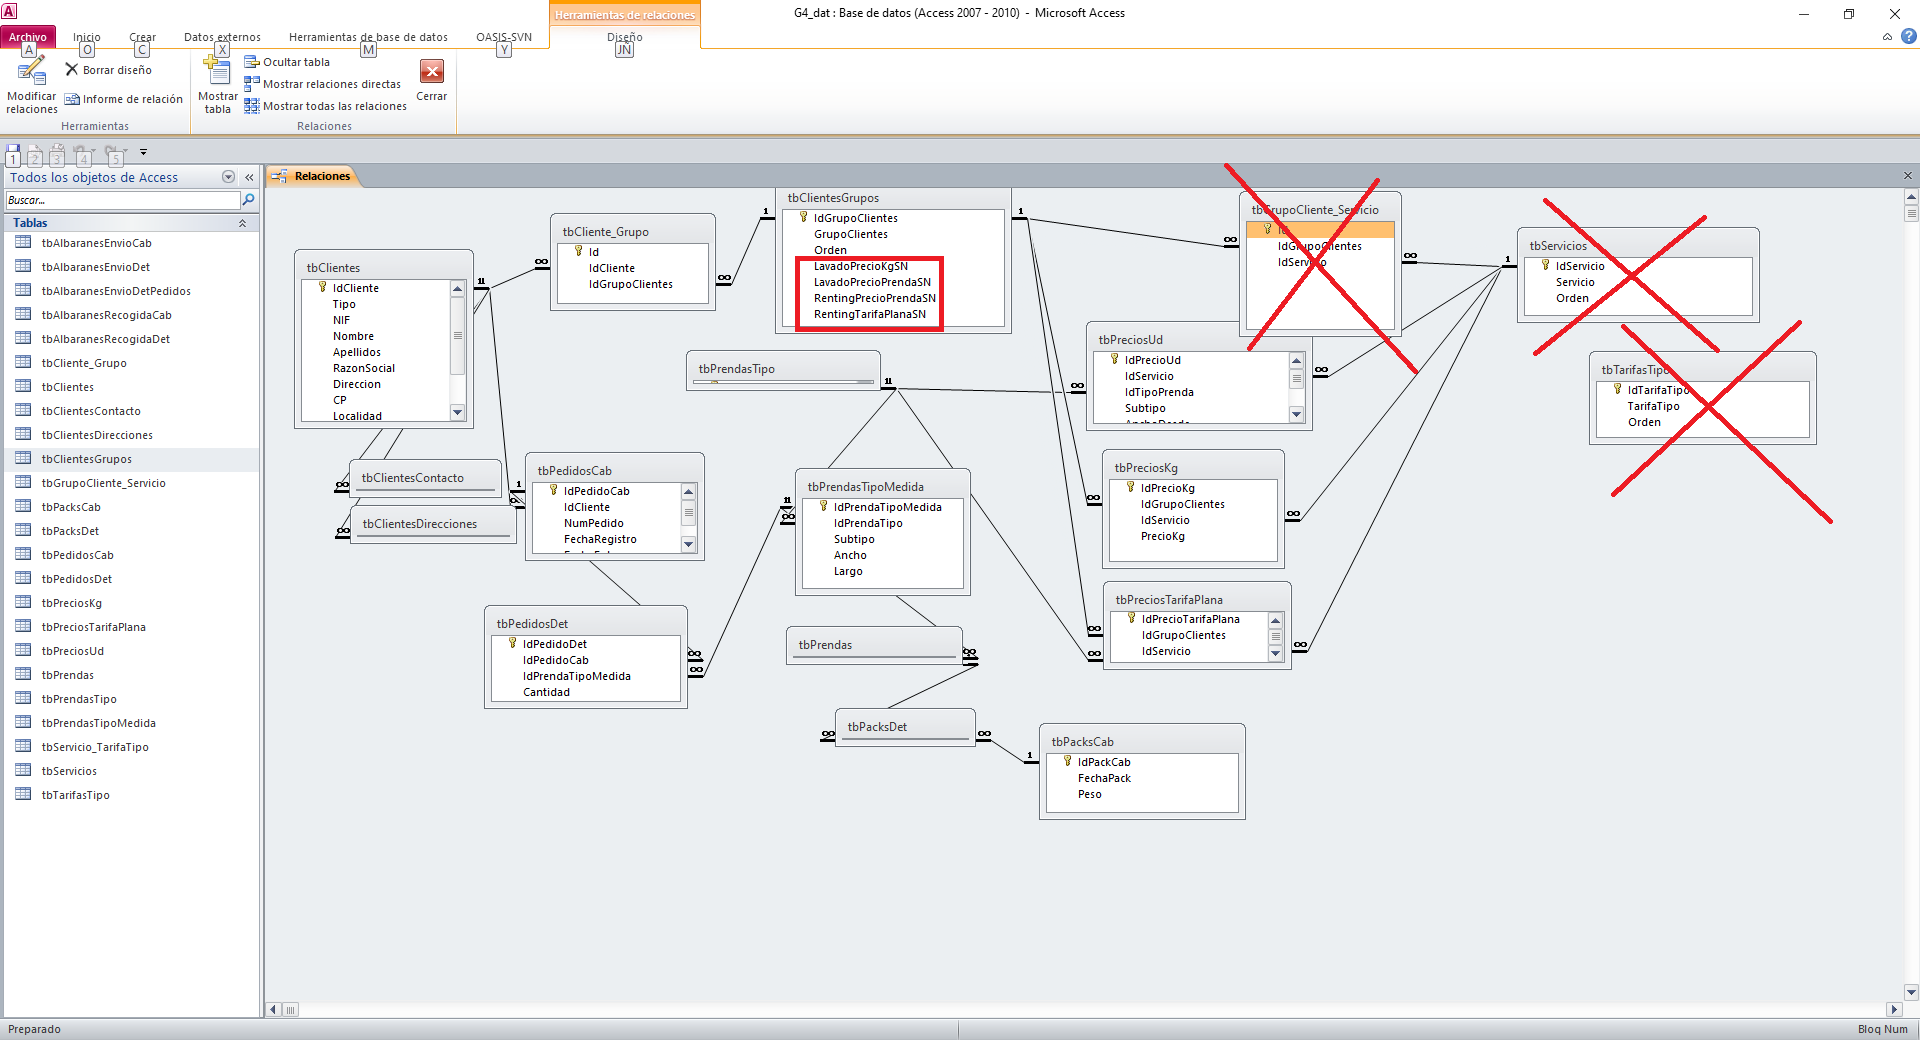 Herramientas de relaciones
G4_dat : Base de datos (Access 2007 - 2010) - Microsoft Access
Archivo
Inicio
Crear
Datos externos
Herramientas de base de datos
OASIS-SVN
Diseño
A
O
C
X
M
Y
JN
Modificar relaciones
Borrar diseño
Informe de relación
Herramientas
Mostrar tabla
Ocultar tabla
Mostrar relaciones directas
Mostrar todas las relaciones
Relaciones
Cerrar
1
2
3
4
5
Todos los objetos de Access
Buscar...
Tablas
tbAlbaranesEnvioCab
tbAlbaranesEnvioDet
tbAlbaranesEnvioDetPedidos
tbAlbaranesRecogidaCab
tbAlbaranesRecogidaDet
tbCliente_Grupo
tbClientes
tbClientesContacto
tbClientesDirecciones
tbClientesGrupos
tbGrupoCliente_Servicio
tbPacksCab
tbPacksDet
tbPedidosCab
tbPedidosDet
tbPreciosKg
tbPreciosTarifaPlana
tbPreciosUd
tbPrendas
tbPrendasTipo
tbPrendasTipoMedida
tbServicio_TarifaTipo
tbServicios
tbTarifasTipo
Relaciones
tbClientes
IdCliente
Tipo
NIF
Nombre
Apellidos
RazonSocial
Direccion
CP
Localidad
tbCliente_Grupo
Id
IdCliente
IdGrupoClientes
tbClientesGrupos
IdGrupoClientes
GrupoClientes
Orden
LavadoPrecioKgSN
LavadoPrecioPrendaSN
RentingPrecioPrendaSN
RentingTarifaPlanaSN
tbGrupoCliente_Servicio
Id
IdGrupoClientes
IdServicio
tbServicios
IdServicio
Servicio
Orden
tbTarifasTipo
IdTarifaTipo
TarifaTipo
Orden
tbPreciosUd
IdPrecioUd
IdServicio
IdTipoPrenda
Subtipo
AnchoDesde
tbPrendasTipo
tbClientesContacto
tbClientesDirecciones
tbPedidosCab
IdPedidoCab
IdCliente
NumPedido
FechaRegistro
tbPrendasTipoMedida
IdPrendaTipoMedida
IdPrendaTipo
Subtipo
Ancho
Largo
tbPreciosKg
IdPrecioKg
IdGrupoClientes
IdServicio
PrecioKg
tbPreciosTarifaPlana
IdPrecioTarifaPlana
IdGrupoClientes
IdServicio
tbPedidosDet
IdPedidoDet
IdPedidoCab
IdPrendaTipoMedida
Cantidad
tbPrendas
tbPacksDet
tbPacksCab
IdPackCab
FechaPack
Peso
Preparado
Bloq Num